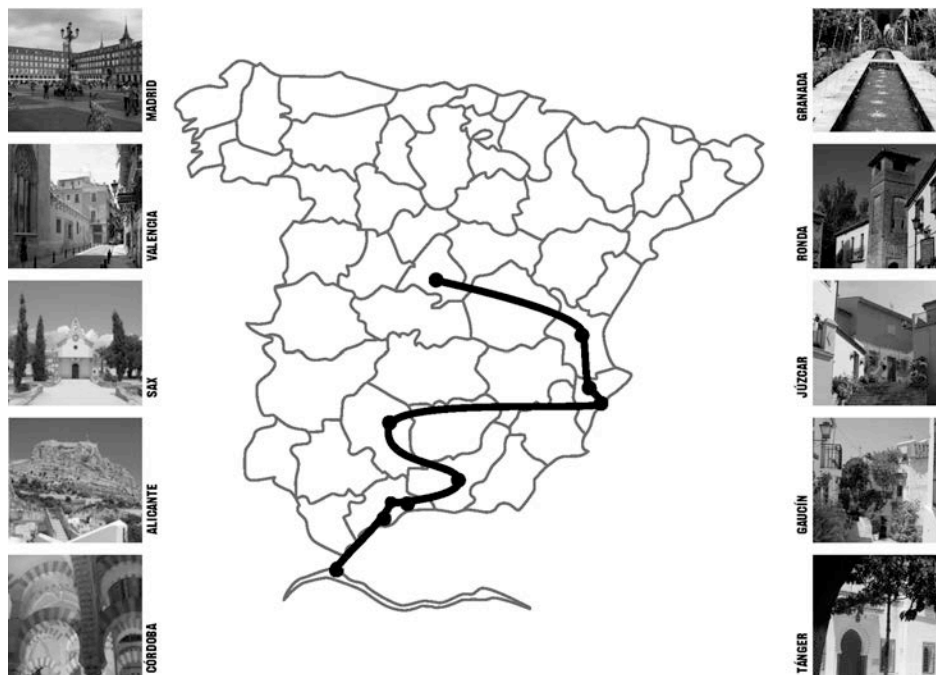 MADRID
VALENCIA
SAX
ALICANTE
CÓRDOBA
GRANADA
RONDA
JÚZCAR
GAUCÍN
TÁNGER